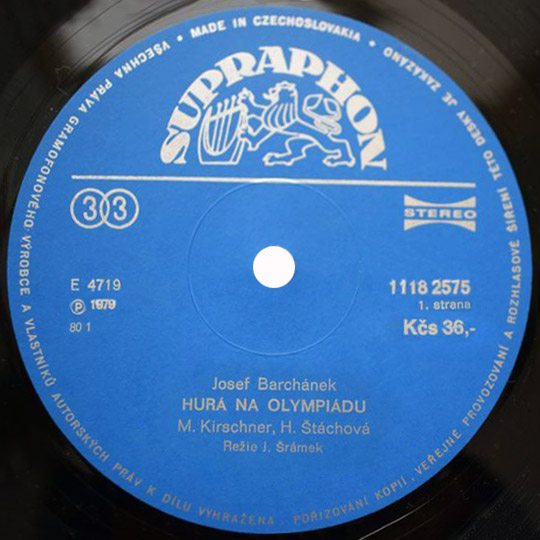 VŠECHNA PRÁVA GRAMOFONOVÉHO VÝROBCE A VLASTNÍKŮ AUTORSKÝCH PRÁV K DÍLU VYHRAŽENA. POŘIZOVÁNÍ KOPIÍ, VEŘEJNÉ PROVOZOVÁNÍ A ROZHLASOVÉ ŠÍŘENÍ TÉTO DESKY JE ZAKÁZÁNO
• MADE IN CZECHOSLOVAKIA •
SUPRAPHON
33
STEREO
E 4719
1118 2575
Ⓟ 1979
1. strana
80 1
Kčs 36,-
Josef Barchánek
HURÁ NA OLYMPIÁDU
M. Kirschner, H. Štáchová
Režie J. Šrámek